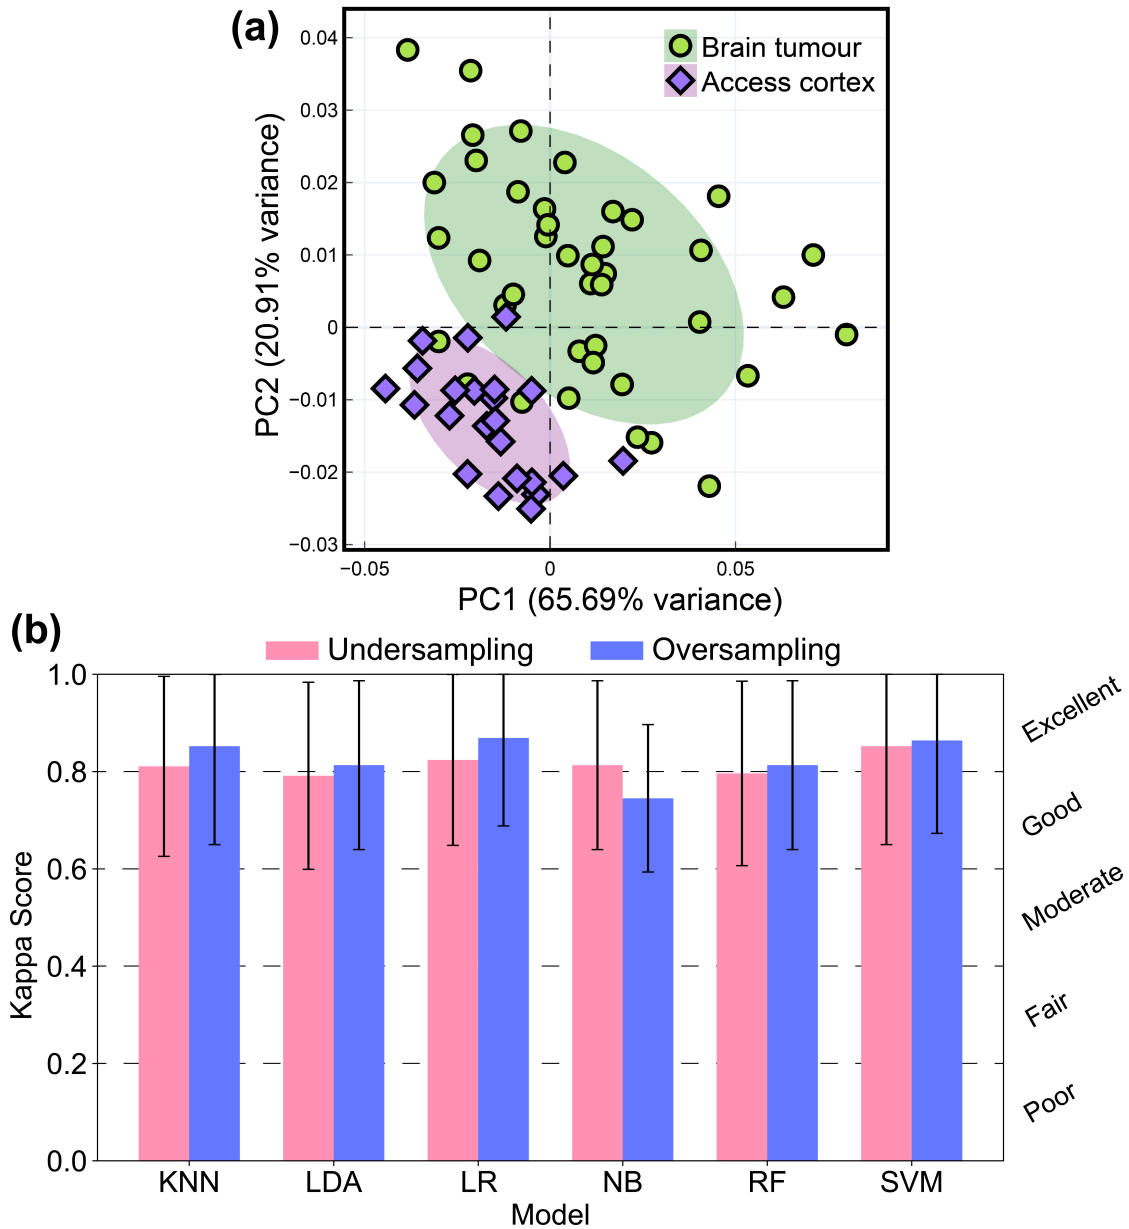 (a)
Brain tumour
Access cortex
PC2 (20.91% variance)
0.04
0.03
0.02
0.01
0
−0.01
−0.02
−0.03
−0.05
0
0.05
PC1 (65.69% variance)
(b)
Undersampling
Oversampling
Kappa Score
1.0
0.8
0.6
0.4
0.2
0.0
Excellent
Good
Moderate
Fair
Poor
KNN
LDA
LR
NB
RF
SVM
Model